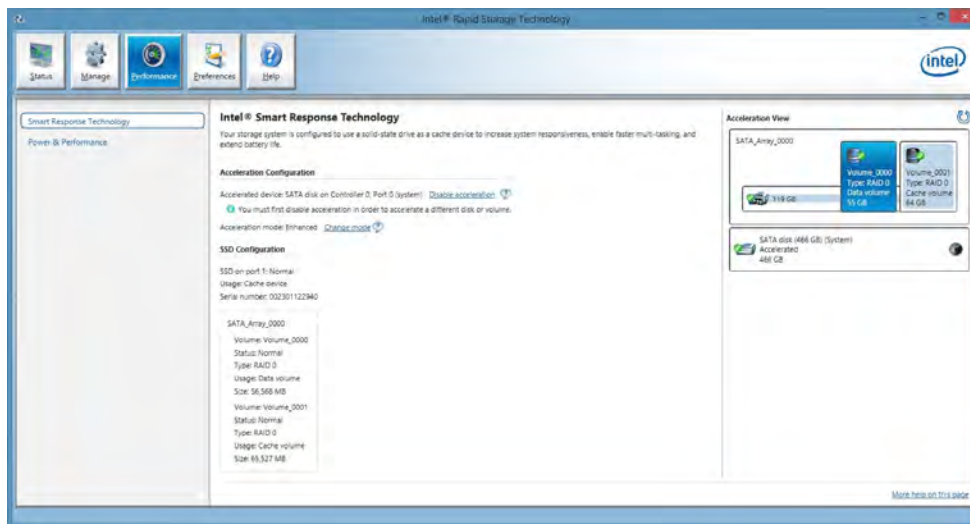 Intel® Rapid Storage Technology
Status
Manage
Performance
Preferences
Help
intel
Smart Response Technology
Power & Performance
Intel® Smart Response Technology
Your storage system is configured to use a solid-state drive as a cache device to increase system responsiveness, enable faster multi-tasking, and
extend battery life.
Acceleration Configuration
Accelerated device: SATA disk on Controller 0, Port 0 (system) Disable acceleration
You must first disable acceleration in order to accelerate a different disk or volume.
Acceleration mode: Enhanced Change mode
SSD Configuration
SSD on port 1: Normal
Usage: Cache device
Serial number: 002301122940
SATA_Array_0000
Volume: Volume_0000
Status: Normal
Type: RAID 0
Usage: Data volume
Size: 56,568 MB
Volume: Volume_0001
Status: Normal
Type: RAID 0
Usage: Cache volume
Size: 65,527 MB
Acceleration View
SATA_Array_0000
119 GB
Volume_0000
Type: RAID 0
Data volume
55 GB
Volume_0001
Type: RAID 0
Cache volume
64 GB
SATA disk (466 GB) (System)
Accelerated
466 GB
More help on this page